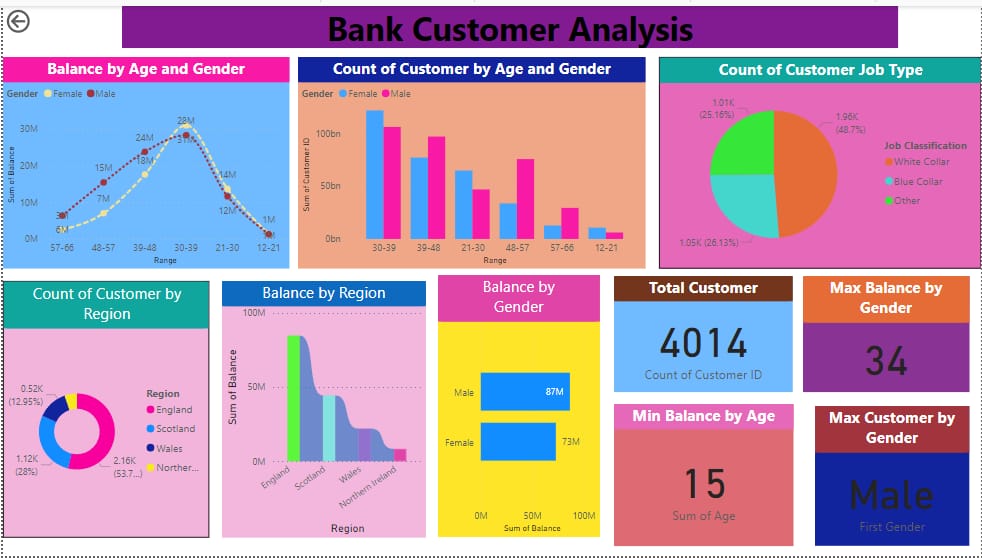 Bank Customer Analysis
Balance by Age and Gender
Gender Female Male
Sum of Balance
30M
20M
10M
0M
3M
6M
15M
7M
24M
18M
28M
31M
14M
12M
1M
57-66 48-57 39-48 30-39 21-30 12-21
Range
Count of Customer by Age and Gender
Gender Female Male
Sum of Customer ID
100bn
50bn
0bn
30-39 39-48 21-30 48-57 57-66 12-21
Range
Count of Customer Job Type
1.01K
(25.16%)
1.96K
(48.7%)
1.05K (26.13%)
Job Classification
White Collar
Blue Collar
Other
Count of Customer by
Region
0.52K
(12.95%)
1.12K
(28%)
2.16K
(53.7...)
Region
England
Scotland
Wales
Norther...
Balance by Region
Sum of Balance
100M
50M
0M
England
Scotland
Wales
Northern Ireland
Region
Balance by
Gender
Male
87M
Female
73M
0M 50M 100M
Sum of Balance
Total Customer
4014
Count of Customer ID
Max Balance by
Gender
34
Min Balance by Age
15
Sum of Age
Max Customer by
Gender
Male
First Gender